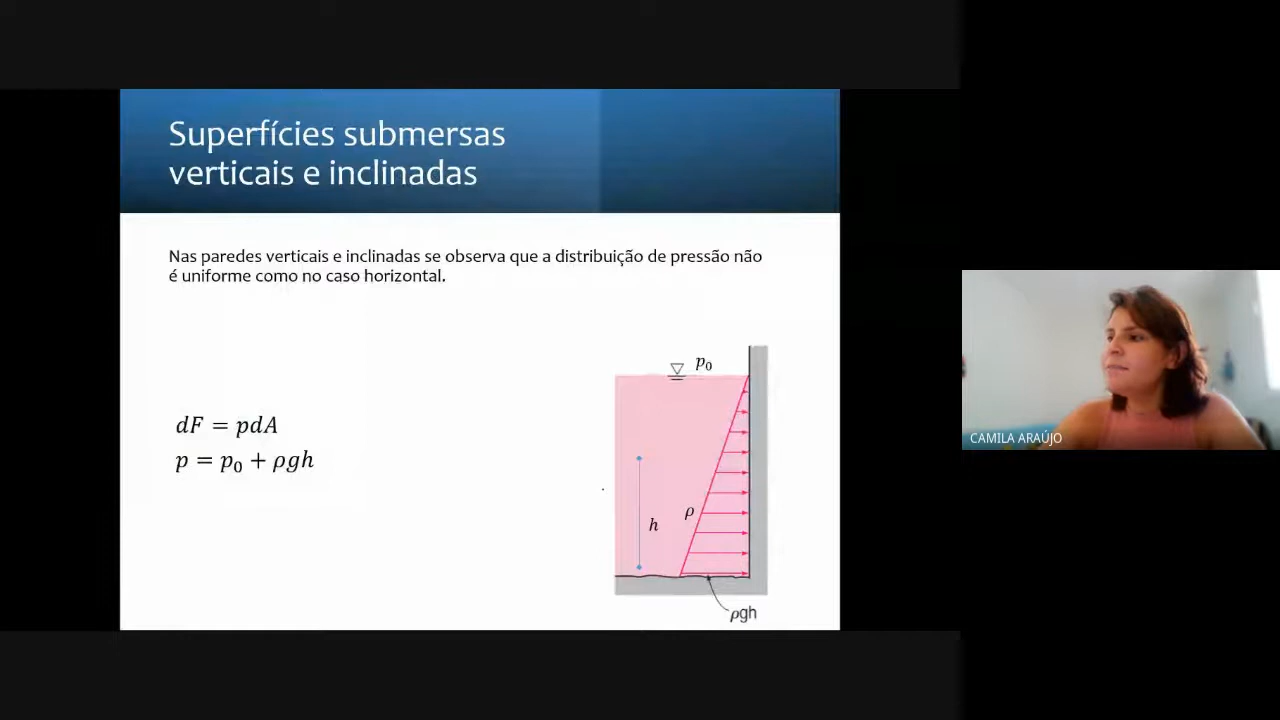 Superfícies submersas
verticais e inclinadas
Nas paredes verticais e inclinadas se observa que a distribuição de pressão não
é uniforme como no caso horizontal.
dF = pdA
p = p₀ + ρgh
p₀
ρ
h
ρgh
CAMILA ARAÚJO